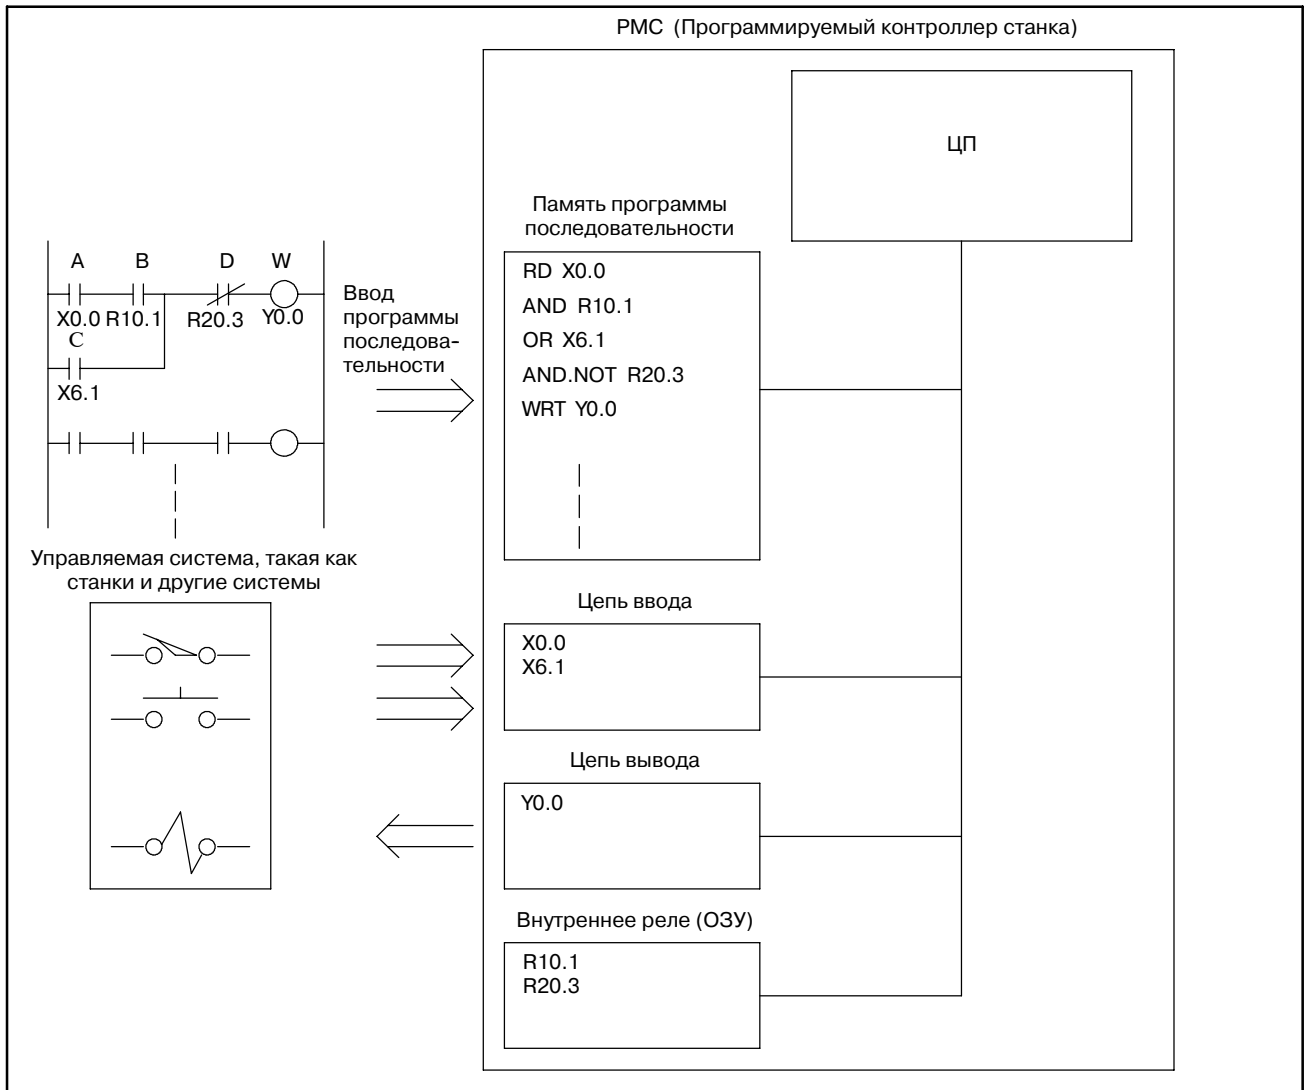 PMC (Программируемый контроллер станка)
ЦП
Память программы
последовательности
RD X0.0
AND R10.1
OR X6.1
AND.NOT R20.3
WRT Y0.0
A B D W
X0.0 R10.1 R20.3 Y0.0
C
X6.1
Ввод
программы
последова-
тельности
Управляемая система, такая как
станки и другие системы
Цепь ввода
X0.0
X6.1
Цепь вывода
Y0.0
Внутреннее реле (ОЗУ)
R10.1
R20.3